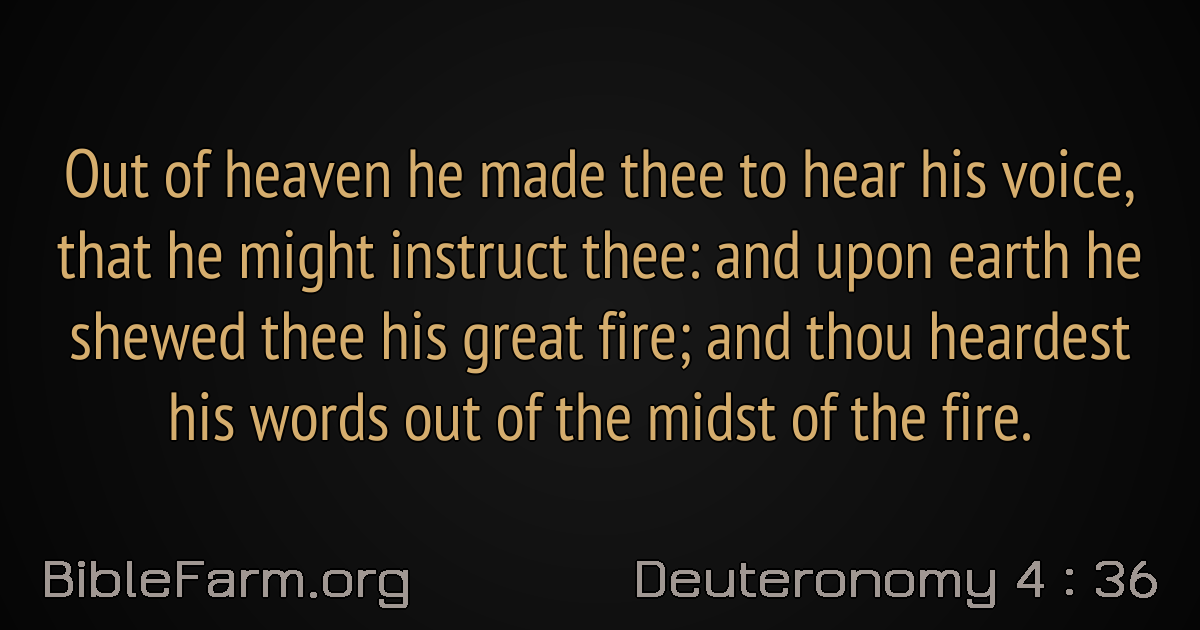 Out of heaven he made thee to hear his voice,
that he might instruct thee: and upon earth he
shewed thee his great fire; and thou heardest
his words out of the midst of the fire.
BibleFarm.org
Deuteronomy 4 : 36